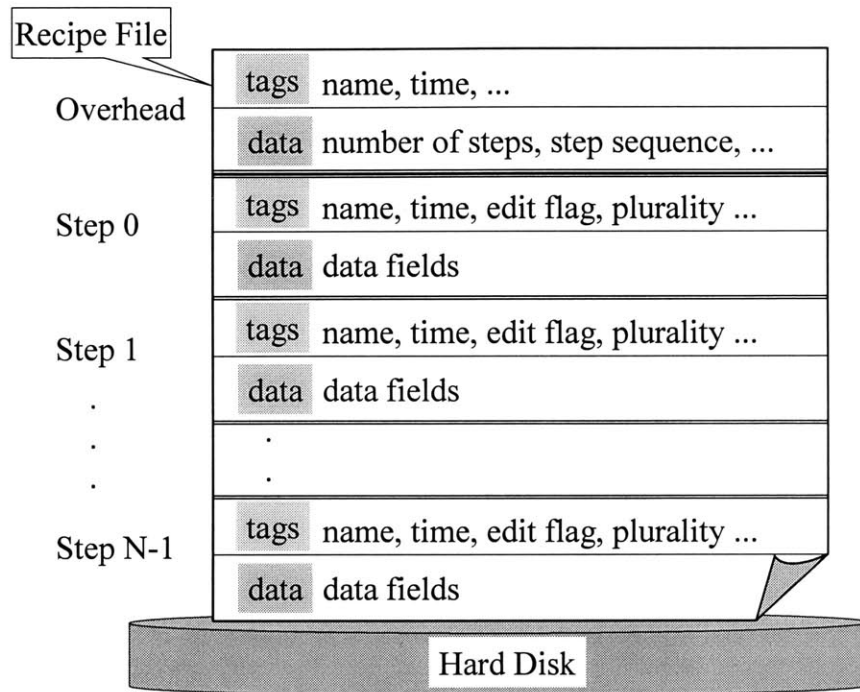 Recipe File
Overhead
tags name, time, ...
data number of steps, step sequence, ...
Step 0
tags name, time, edit flag, plurality ...
data data fields
Step 1
tags name, time, edit flag, plurality ...
data data fields
.
.
.
.
.
Step N-1
tags name, time, edit flag, plurality ...
data data fields
Hard Disk